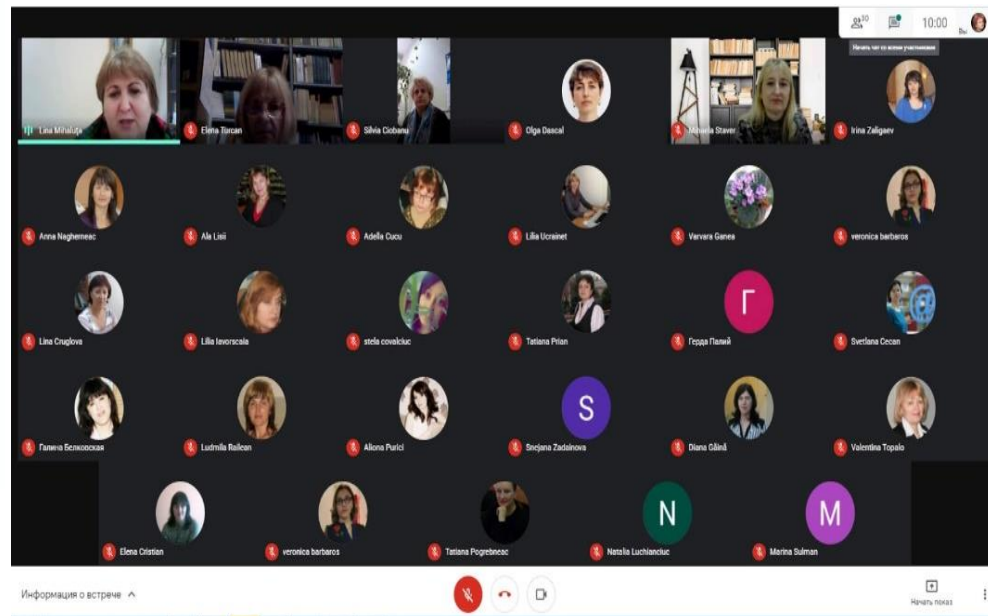 30
10:00
Вы
Начать чат со всеми участниками
Lina Mihaluța
Elena Turcan
Silvia Ciobanu
Olga Dascal
Mihaela Staver
Irina Zaligaev
Anna Nagherneac
Ala Lisii
Adella Cucu
Lilia Ucrainet
Varvara Ganea
veronica barbaros
Lina Cruglova
Lilia Iavorscaia
stela covalciuc
Tatiana Prian
Г
Герда Палий
@
Svetlana Cecan
Галина Белковская
Ludmila Railean
Aliona Purici
S
Snejana Zadainova
Diana Găină
Valentina Topalo
Elena Cristian
veronica barbaros
Tatiana Pogrebneac
N
Natalia Luchianciuc
M
Marina Sulman
Информация о встрече
Начать показ